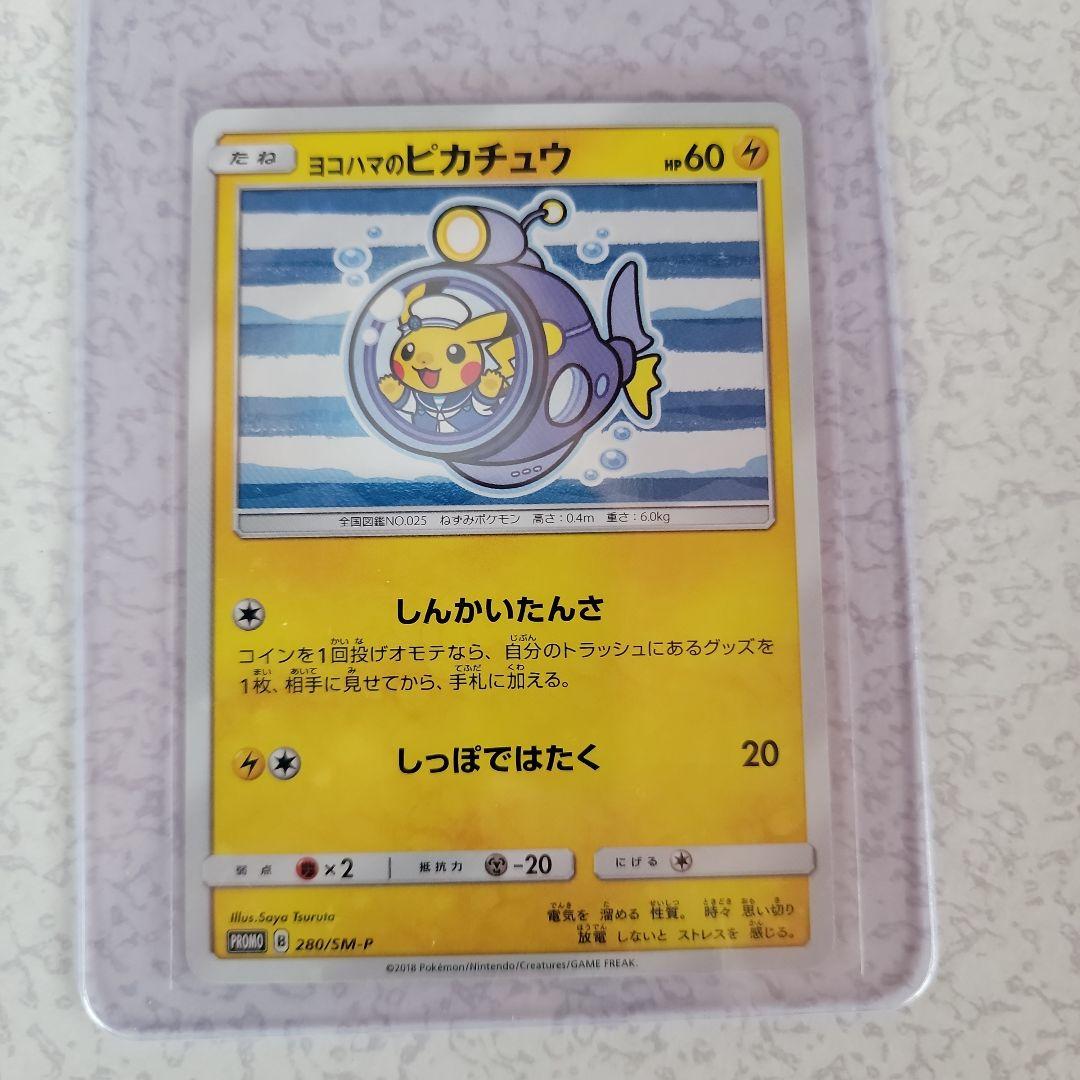 たね ヨコハマのピカチュウ HP60
全国図鑑NO.025 ねずみポケモン 高さ:0.4m 重さ:6.0kg
しんかいたんさ
コインを1回投げオモテなら、自分のトラッシュにあるグッズを
1枚、相手に見せてから、手札に加える。
しっぽではたく 20
弱点 ×2 抵抗力 -20 にげる
Illus.Saya Tsuruta
電気を 溜める 性質。 時々 思い切り
放電 しないと ストレスを 感じる。
PROMO B 280/SM-P
©2018 Pokémon/Nintendo/Creatures/GAME FREAK.